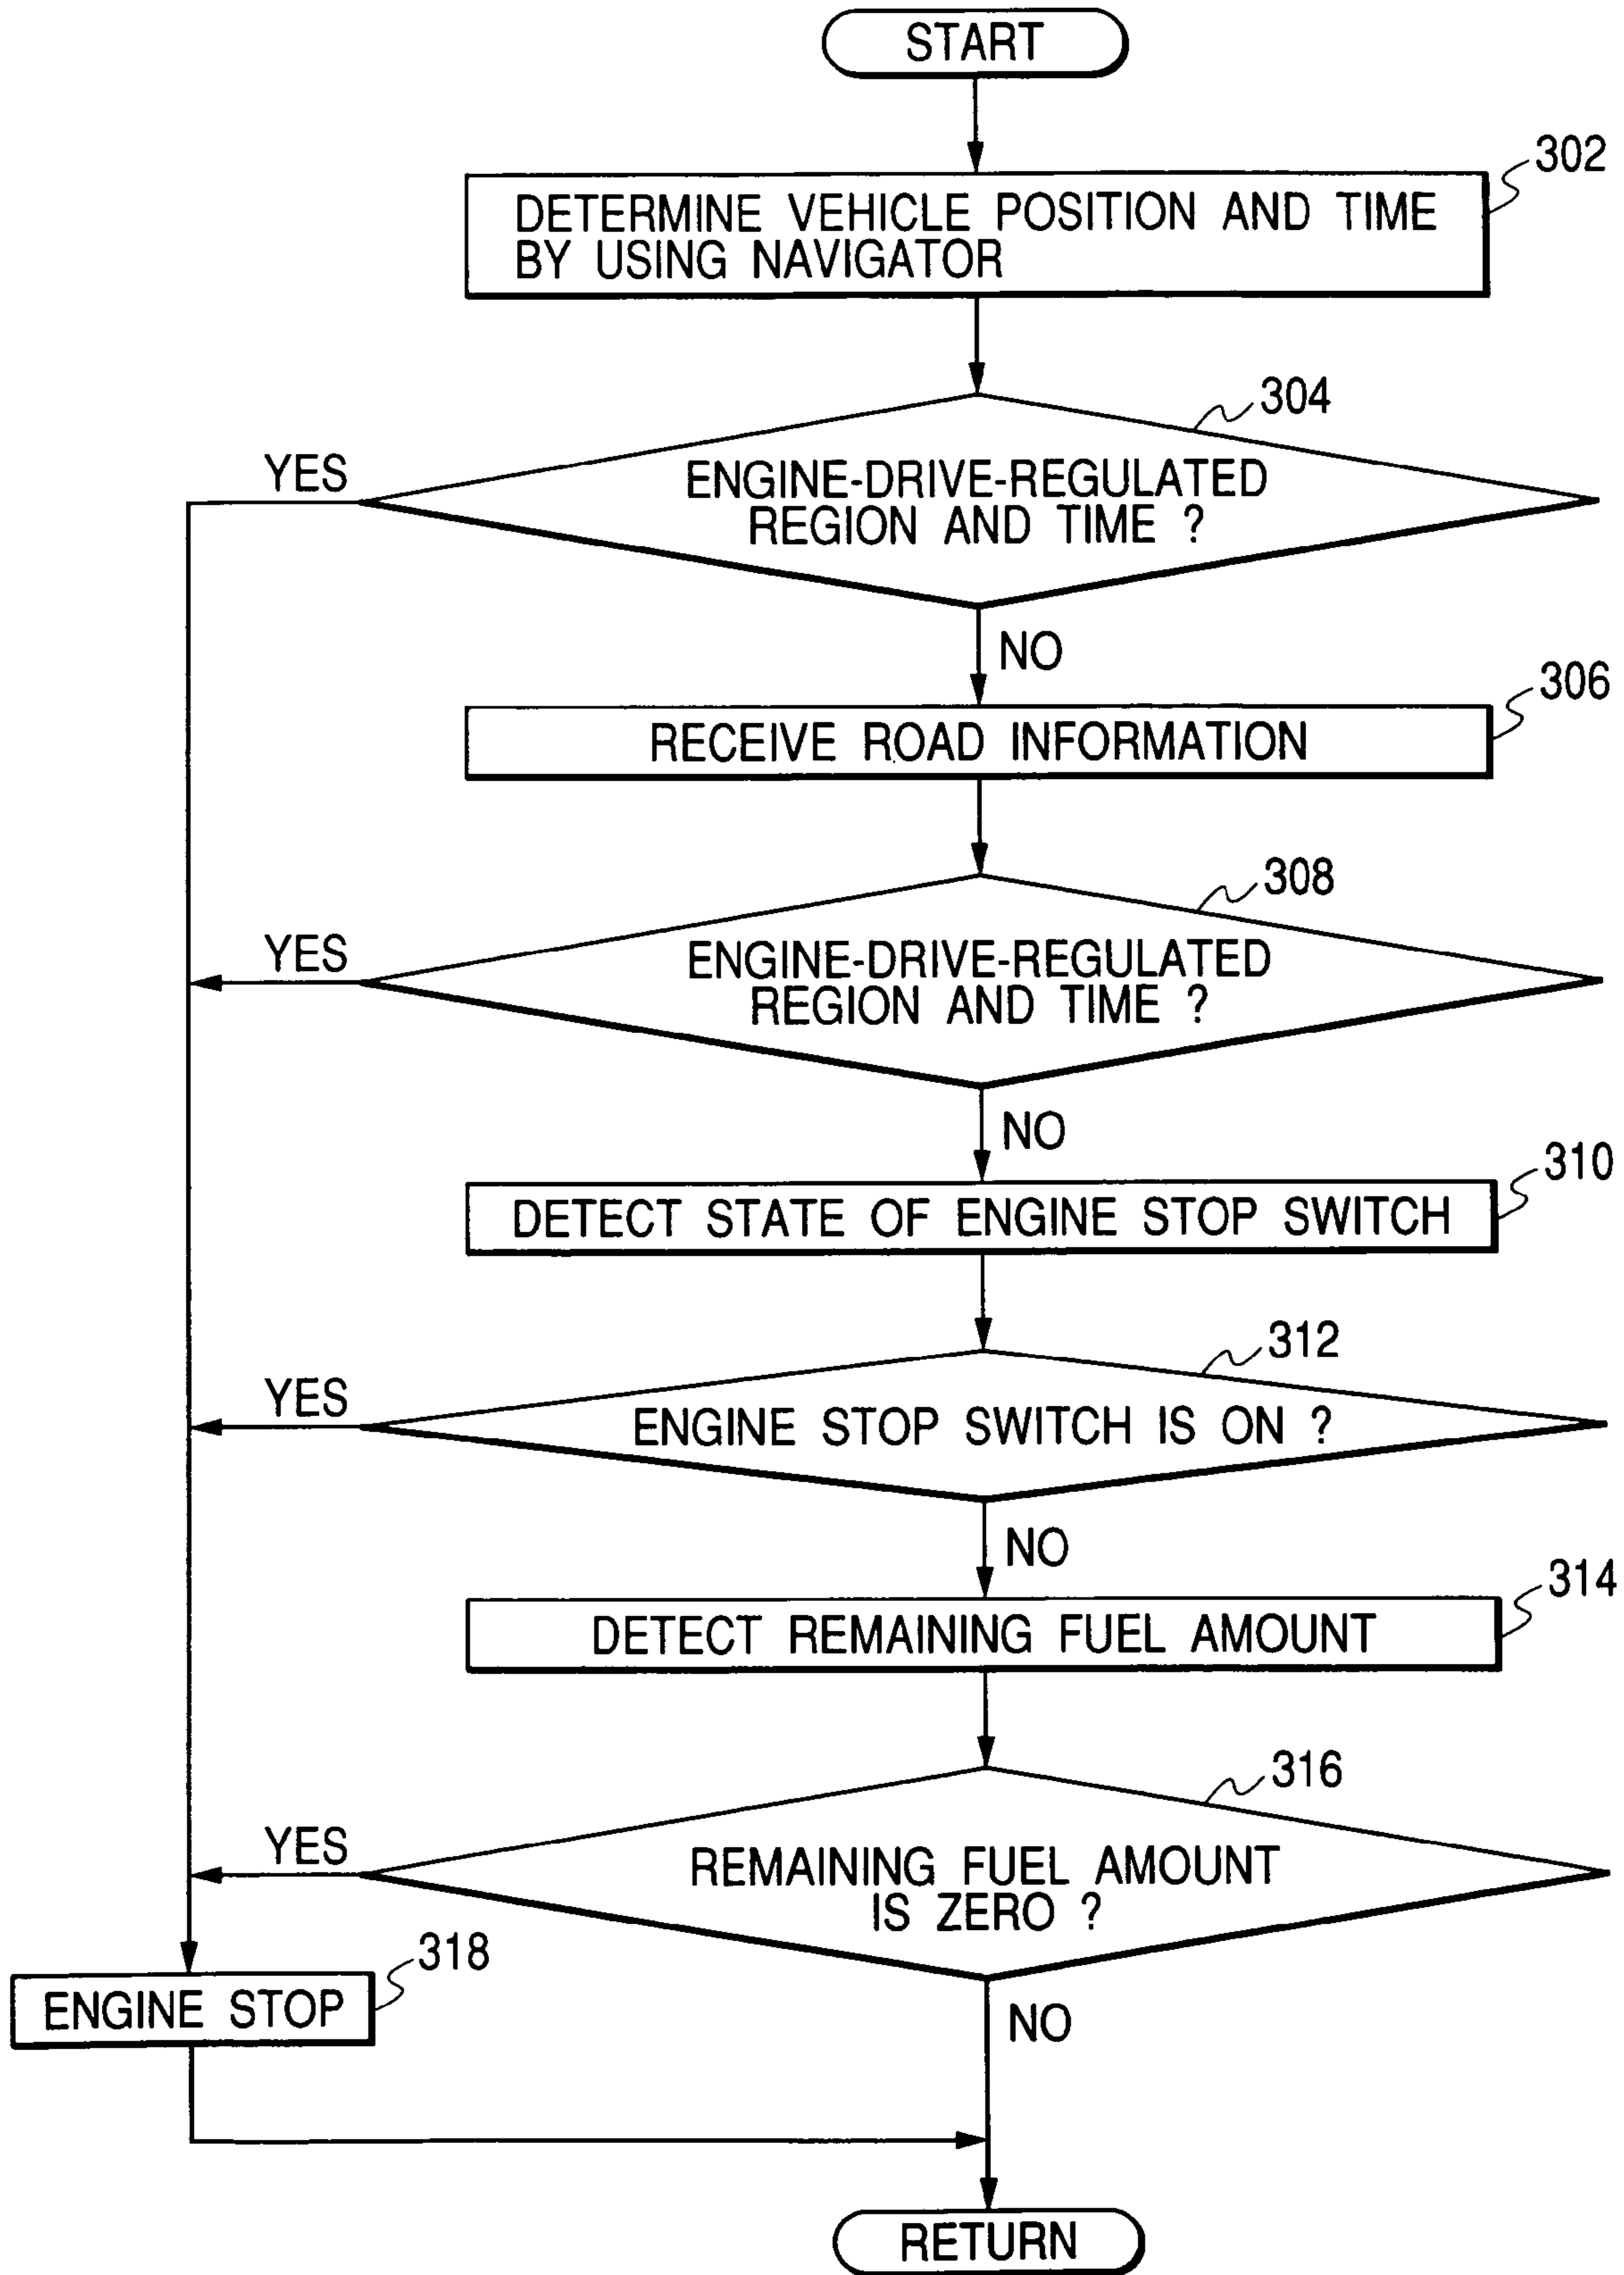 START
302
DETERMINE VEHICLE POSITION AND TIME
BY USING NAVIGATOR
304
YES
ENGINE-DRIVE-REGULATED
REGION AND TIME ?
NO
306
RECEIVE ROAD INFORMATION
308
YES
ENGINE-DRIVE-REGULATED
REGION AND TIME ?
NO
310
DETECT STATE OF ENGINE STOP SWITCH
312
YES
ENGINE STOP SWITCH IS ON ?
NO
314
DETECT REMAINING FUEL AMOUNT
316
YES
REMAINING FUEL AMOUNT
IS ZERO ?
318
ENGINE STOP
NO
RETURN